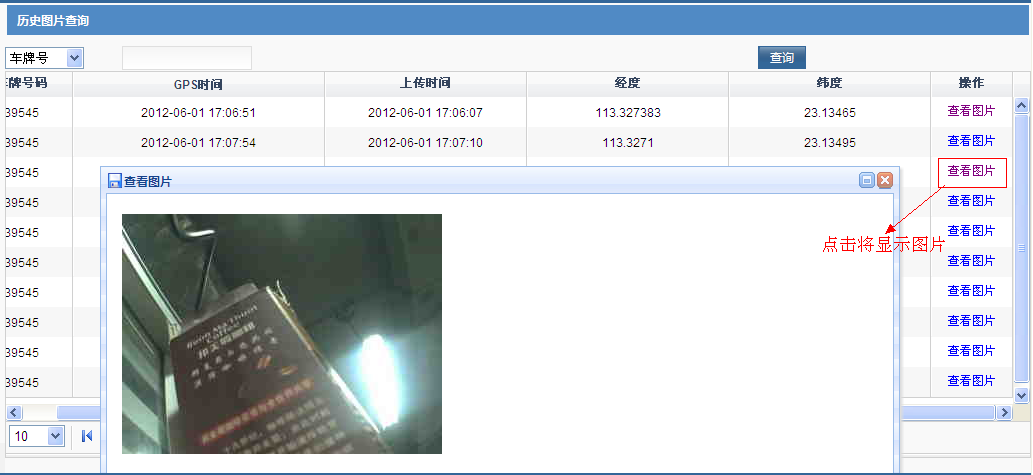 历史图片查询
车牌号 查询
车牌号码 GPS时间 上传时间 经度 纬度 操作
39545 2012-06-01 17:06:51 2012-06-01 17:06:07 113.327383 23.13465 查看图片
39545 2012-06-01 17:07:54 2012-06-01 17:07:10 113.3271 23.13495 查看图片
39545 查看图片
查看图片
39545 查看图片
39545 查看图片
点击将显示图片
39545 查看图片
39545 查看图片
39545 查看图片
39545 查看图片
39545 查看图片
10